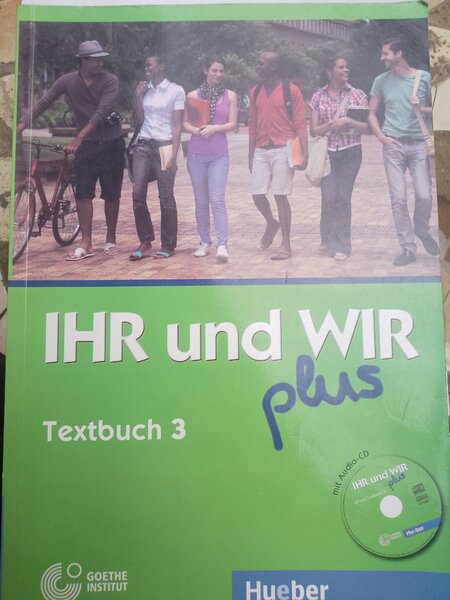 IHR und WIR
plus
Textbuch 3
mit Audio-CD
IHR und WIR
plus
Hueber
GOETHE
INSTITUT
Hueber